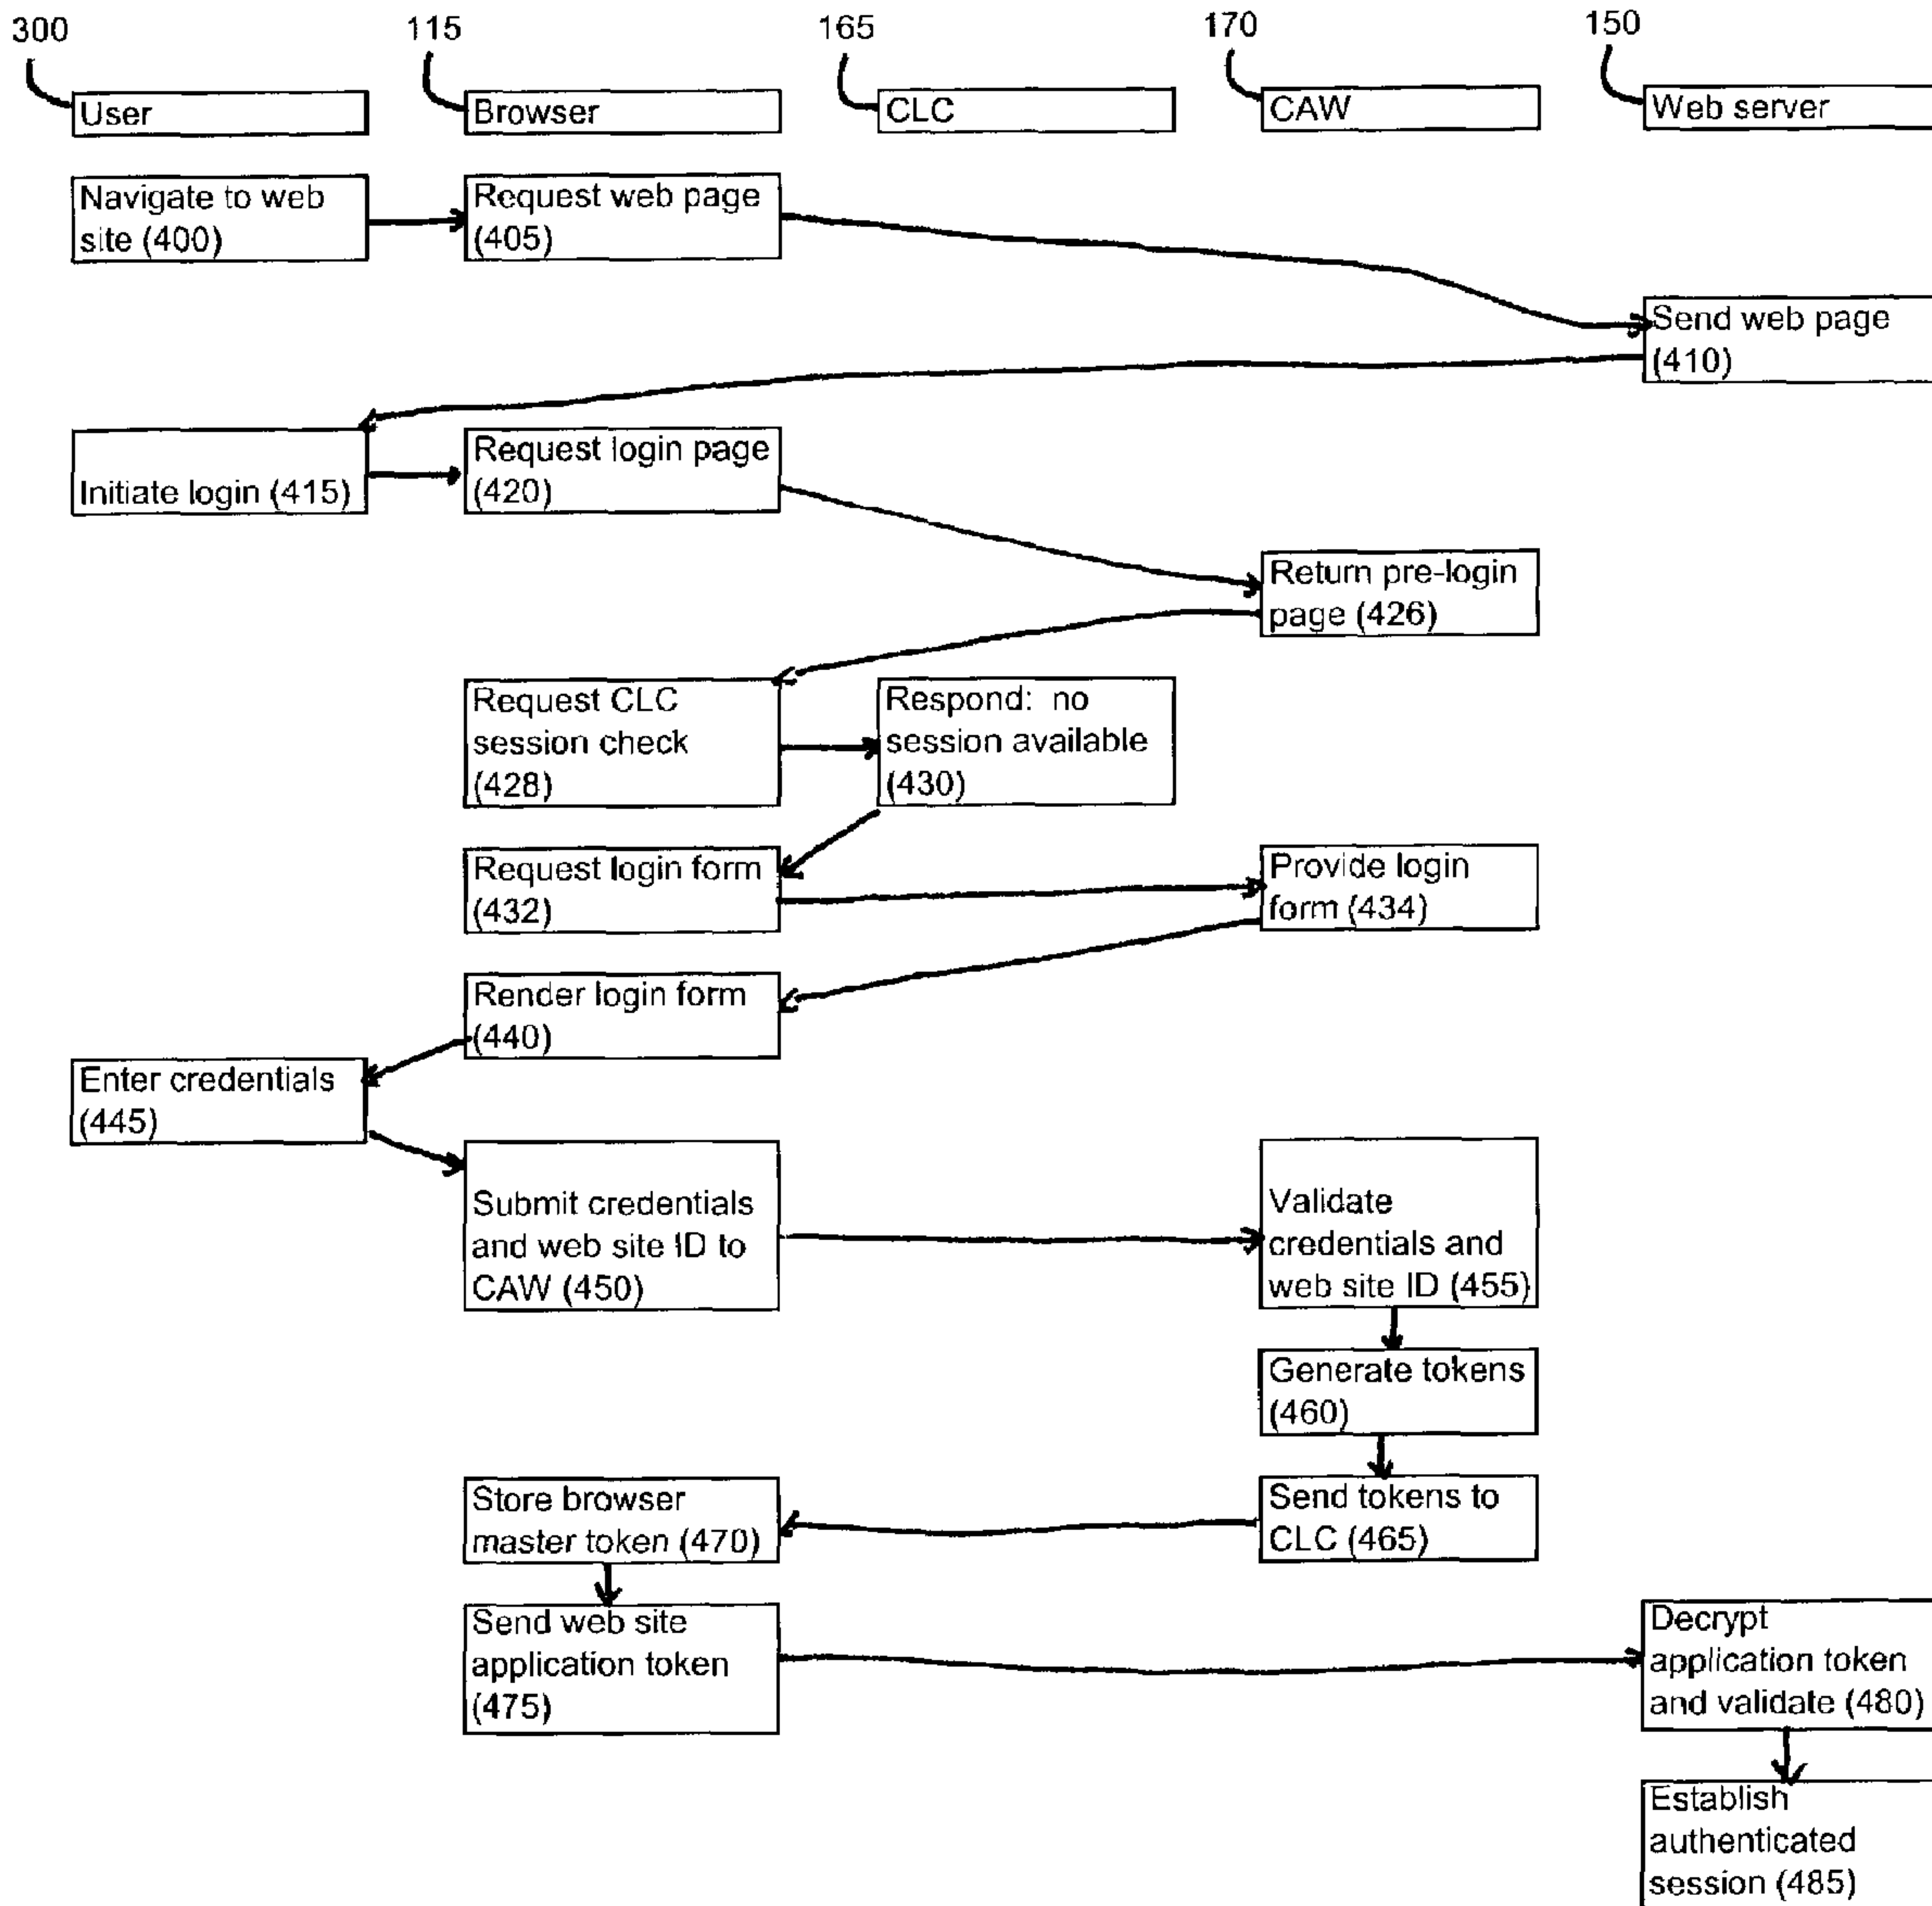 300
115
165
170
150
User
Browser
CLC
CAW
Web server
Navigate to web
site (400)
Request web page
(405)
Send web page
(410)
Initiate login (415)
Request login page
(420)
Return pre-login
page (426)
Request CLC
session check
(428)
Respond: no
session available
(430)
Request login form
(432)
Provide login
form (434)
Render login form
(440)
Enter credentials
(445)
Submit credentials
and web site ID to
CAW (450)
Validate
credentials and
web site ID (455)
Generate tokens
(460)
Send tokens to
CLC (465)
Store browser
master token (470)
Send web site
application token
(475)
Decrypt
application token
and validate (480)
Establish
authenticated
session (485)